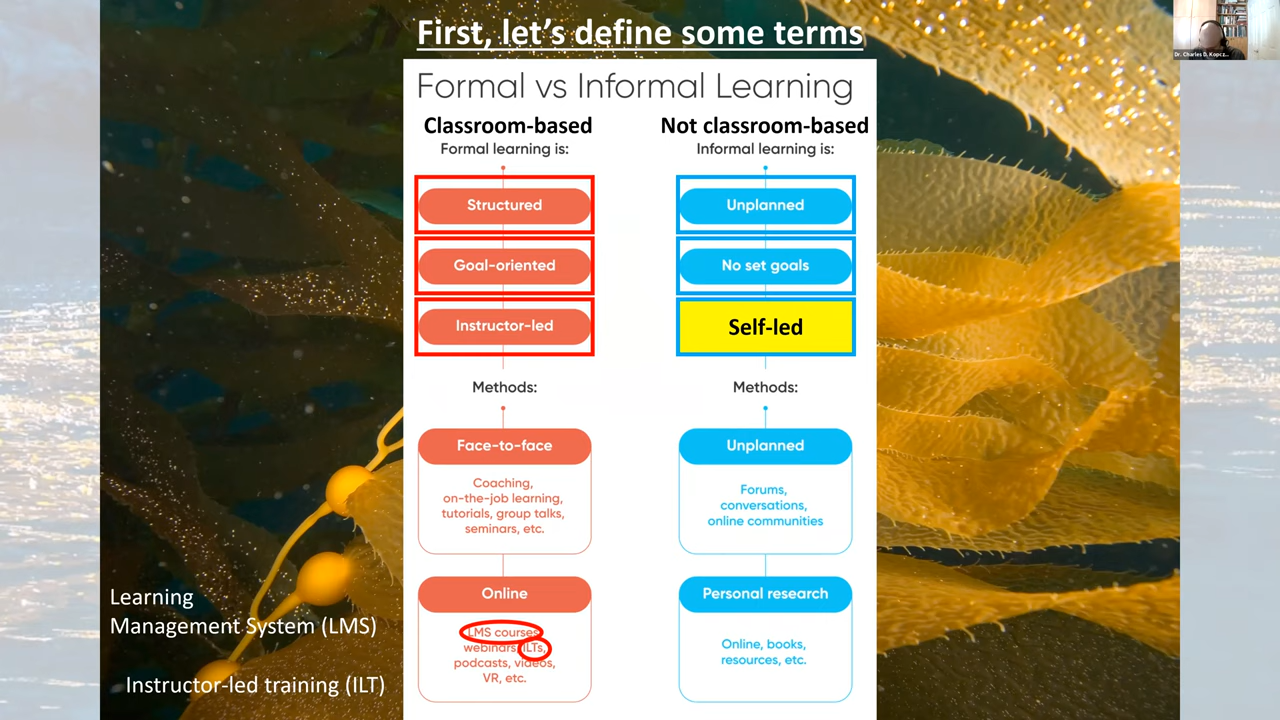 First, let's define some terms
Dr. Charles D. Kopcz...
Formal vs Informal Learning
Classroom-based
Formal learning is:
Structured
Goal-oriented
Instructor-led
Methods:
Face-to-face
Coaching,
on-the-job learning,
tutorials, group talks,
seminars, etc.
Online
LMS courses
webinars, ILTs,
podcasts, videos,
VR, etc.
Not classroom-based
Informal learning is:
Unplanned
No set goals
Self-led
Methods:
Unplanned
Forums,
conversations,
online communities
Personal research
Online, books,
resources, etc.
Learning
Management System (LMS)
Instructor-led training (ILT)